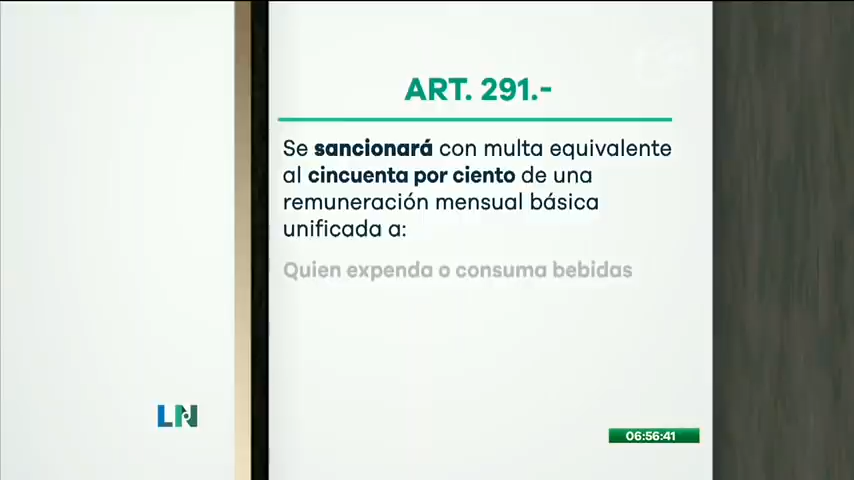 ART. 291.-
Se sancionará con multa equivalente
al cincuenta por ciento de una
remuneración mensual básica
unificada a:
Quien expenda o consuma bebidas
LN
06:56:41